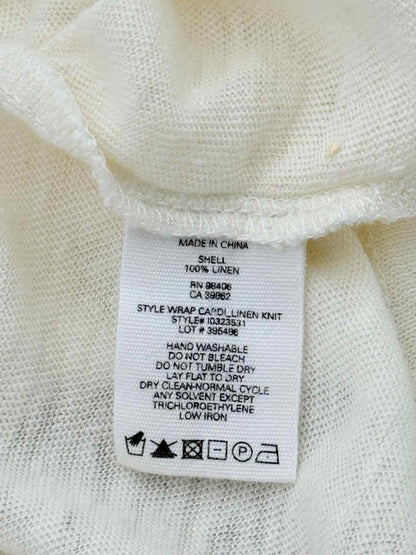 MADE IN CHINA
SHELL
100% LINEN
RN 98406
CA 39862
STYLE WRAP CARDI_LINEN KNIT
STYLE# I0323531
LOT # 395496
HAND WASHABLE
DO NOT BLEACH
DO NOT TUMBLE DRY
LAY FLAT TO DRY
DRY CLEAN-NORMAL CYCLE
ANY SOLVENT EXCEPT
TRICHLOROETHYLENE
LOW IRON
P